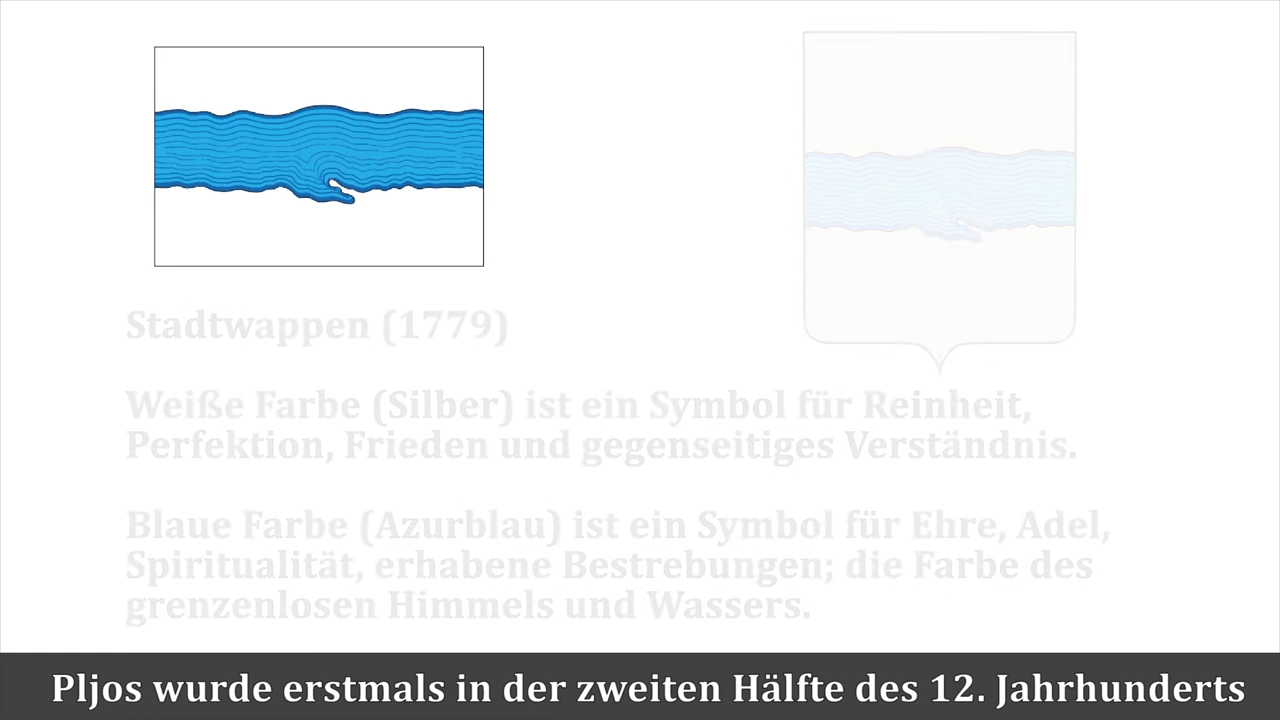 Stadtwappen (1779)
Weiße Farbe (Silber) ist ein Symbol für Reinheit,
Perfektion, Frieden und gegenseitiges Verständnis.
Blaue Farbe (Azurblau) ist ein Symbol für Ehre, Adel,
Spiritualität, erhabene Bestrebungen; die Farbe des
grenzenlosen Himmels und Wassers.
Pljos wurde erstmals in der zweiten Hälfte des 12. Jahrhunderts